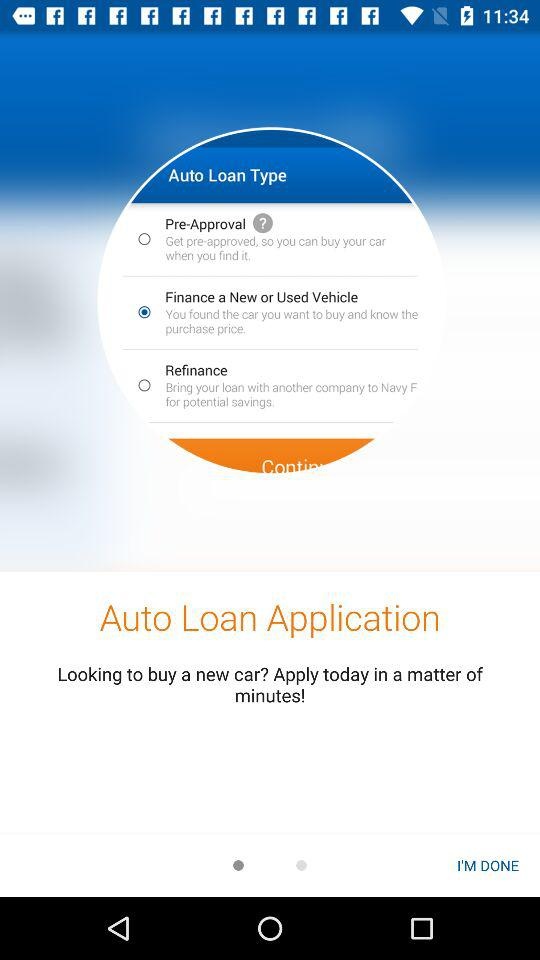 11:34
Auto Loan Type
Pre-Approval ?
Get pre-approved, so you can buy your car
when you find it.
Finance a New or Used Vehicle
You found the car you want to buy and know the
purchase price.
Refinance
Bring your loan with another company to Navy F
for potential savings.
Contin
Auto Loan Application
Looking to buy a new car? Apply today in a matter of
minutes!
I'M DONE